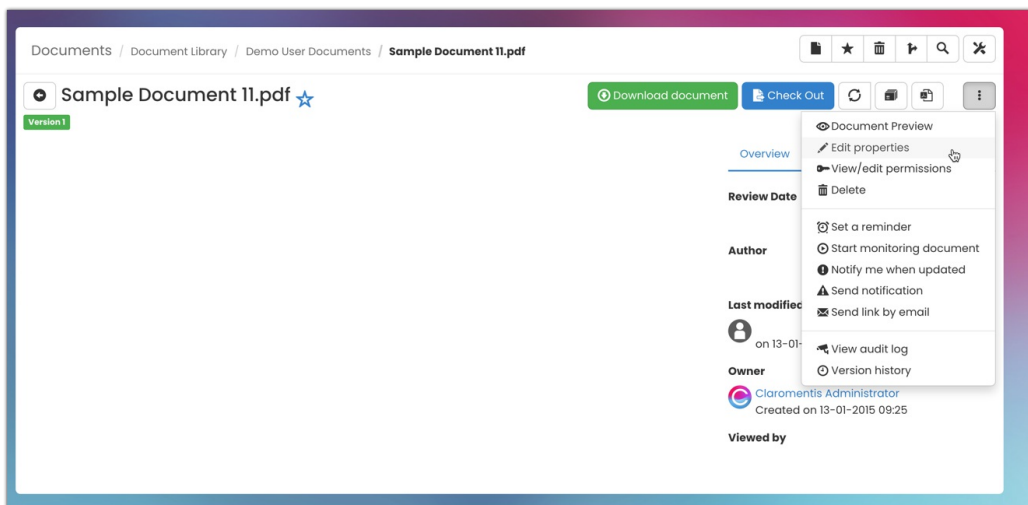 Documents / Document Library / Demo User Documents / Sample Document 11.pdf
Sample Document 11.pdf
Download document
Check Out
Version 1
Document Preview
Edit properties
View/edit permissions
Delete
Set a reminder
Start monitoring document
Notify me when updated
Send notification
Send link by email
View audit log
Version history
Overview
Review Date
Author
Last modified
on 13-01-
Owner
Claromentis Administrator
Created on 13-01-2015 09:25
Viewed by